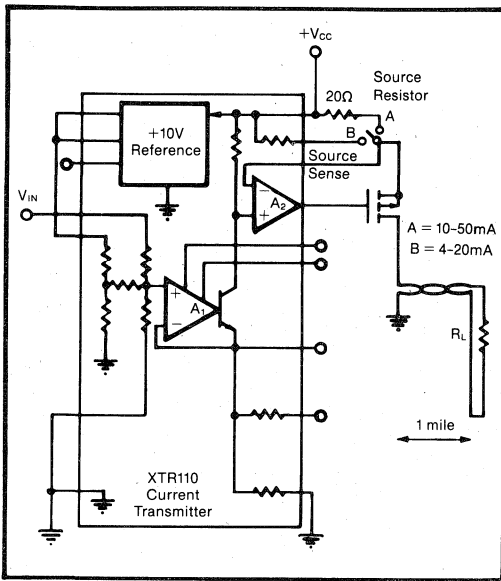 +VCC
20Ω
Source
Resistor
A
+10V
Reference
B
Source
Sense
VIN
−
A2
+
A = 10–50mA
B = 4–20mA
+
A1
−
RL
1 mile
XTR110
Current
Transmitter